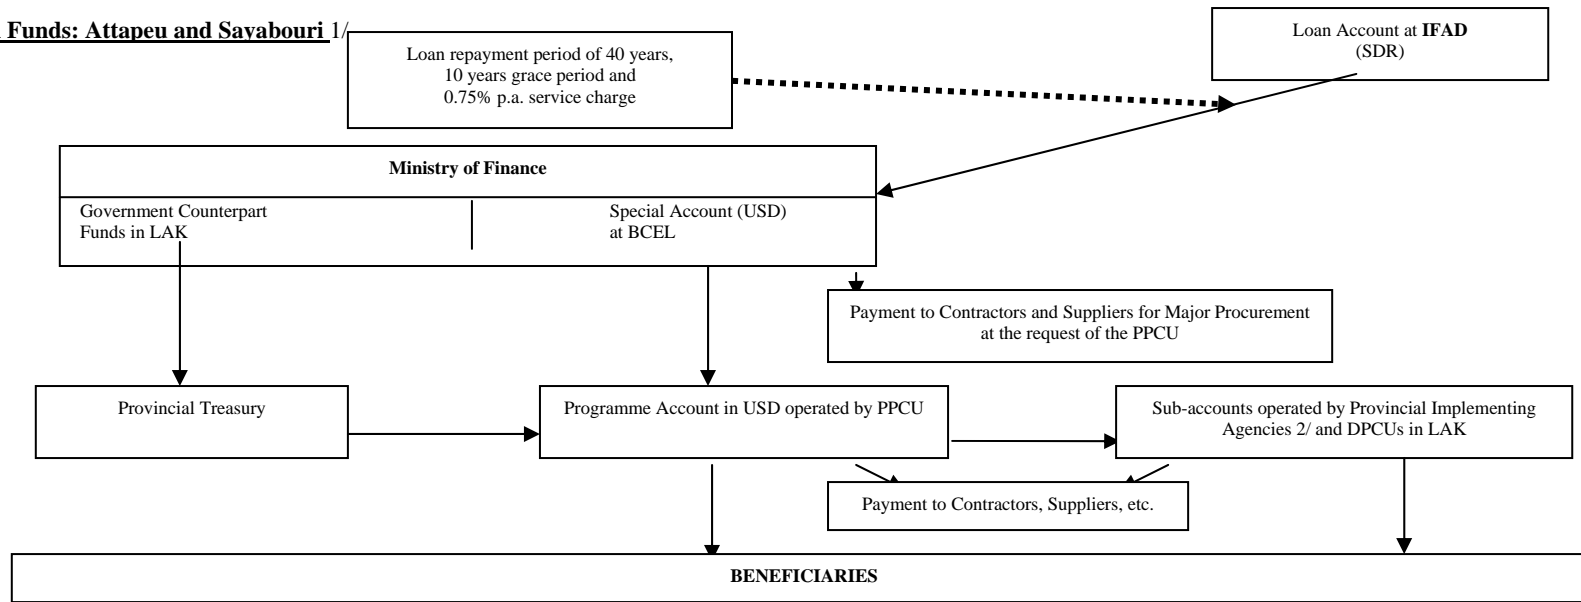 Funds: Attapeu and Sayabouri 1/
Loan Account at IFAD
(SDR)
Loan repayment period of 40 years,
10 years grace period and
0.75% p.a. service charge
Ministry of Finance
Government Counterpart
Funds in LAK
Special Account (USD)
at BCEL
Payment to Contractors and Suppliers for Major Procurement
at the request of the PPCU
Provincial Treasury
Programme Account in USD operated by PPCU
Sub-accounts operated by Provincial Implementing
Agencies 2/ and DPCUs in LAK
Payment to Contractors, Suppliers, etc.
BENEFICIARIES